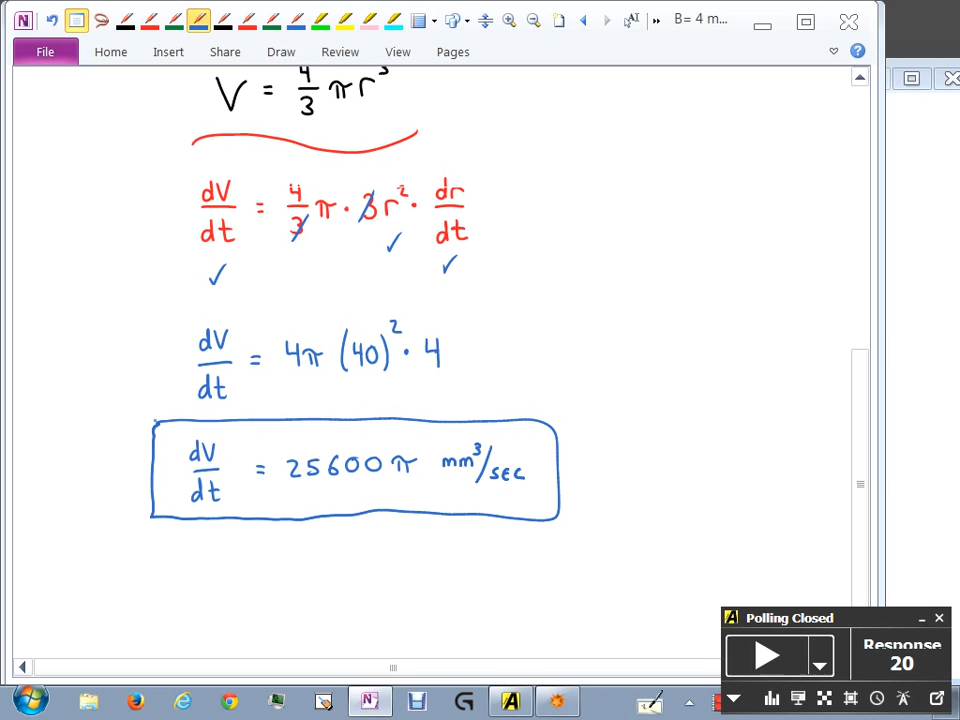 B= 4 m...
File Home Insert Share Draw Review View Pages
V = 4/3 πr³
dV/dt = 4/3 π · 3r² · dr/dt
dV/dt = 4π (40)² · 4
dV/dt = 25600π mm³/sec
Polling Closed
Response
20